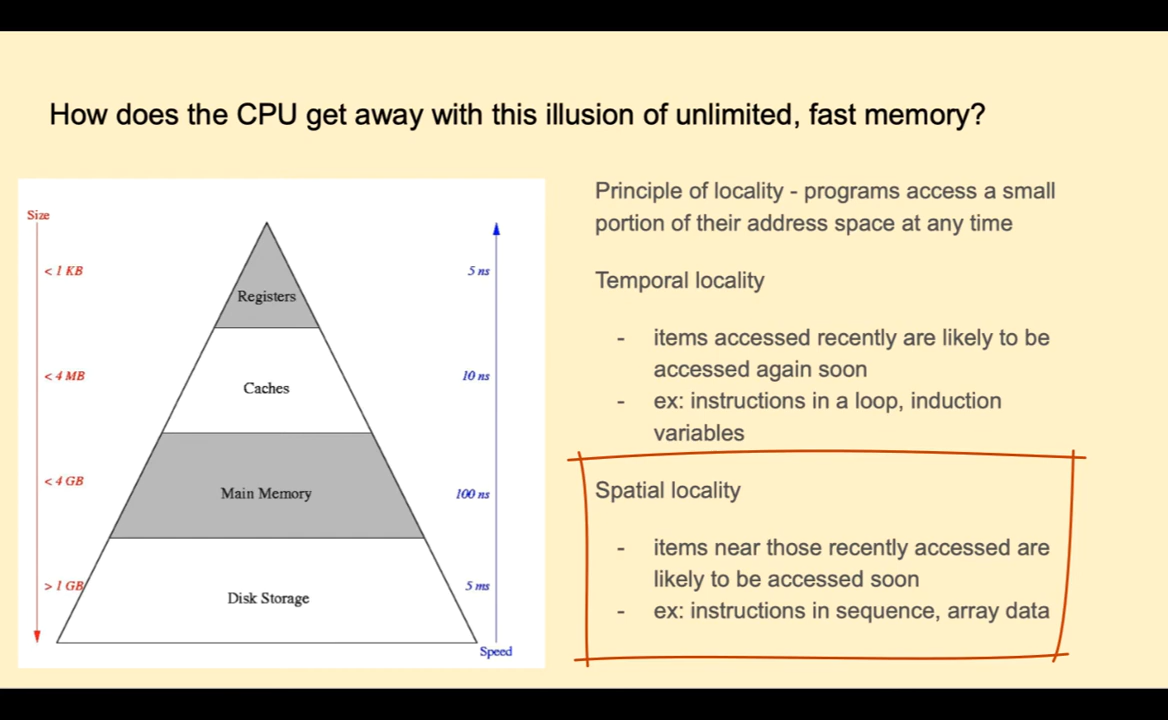 How does the CPU get away with this illusion of unlimited, fast memory?
Size
< 1 KB
< 4 MB
< 4 GB
> 1 GB
Registers
Caches
Main Memory
Disk Storage
5 ns
10 ns
100 ns
5 ms
Speed
Principle of locality - programs access a small
portion of their address space at any time
Temporal locality
- items accessed recently are likely to be
accessed again soon
- ex: instructions in a loop, induction
variables
Spatial locality
- items near those recently accessed are
likely to be accessed soon
- ex: instructions in sequence, array data